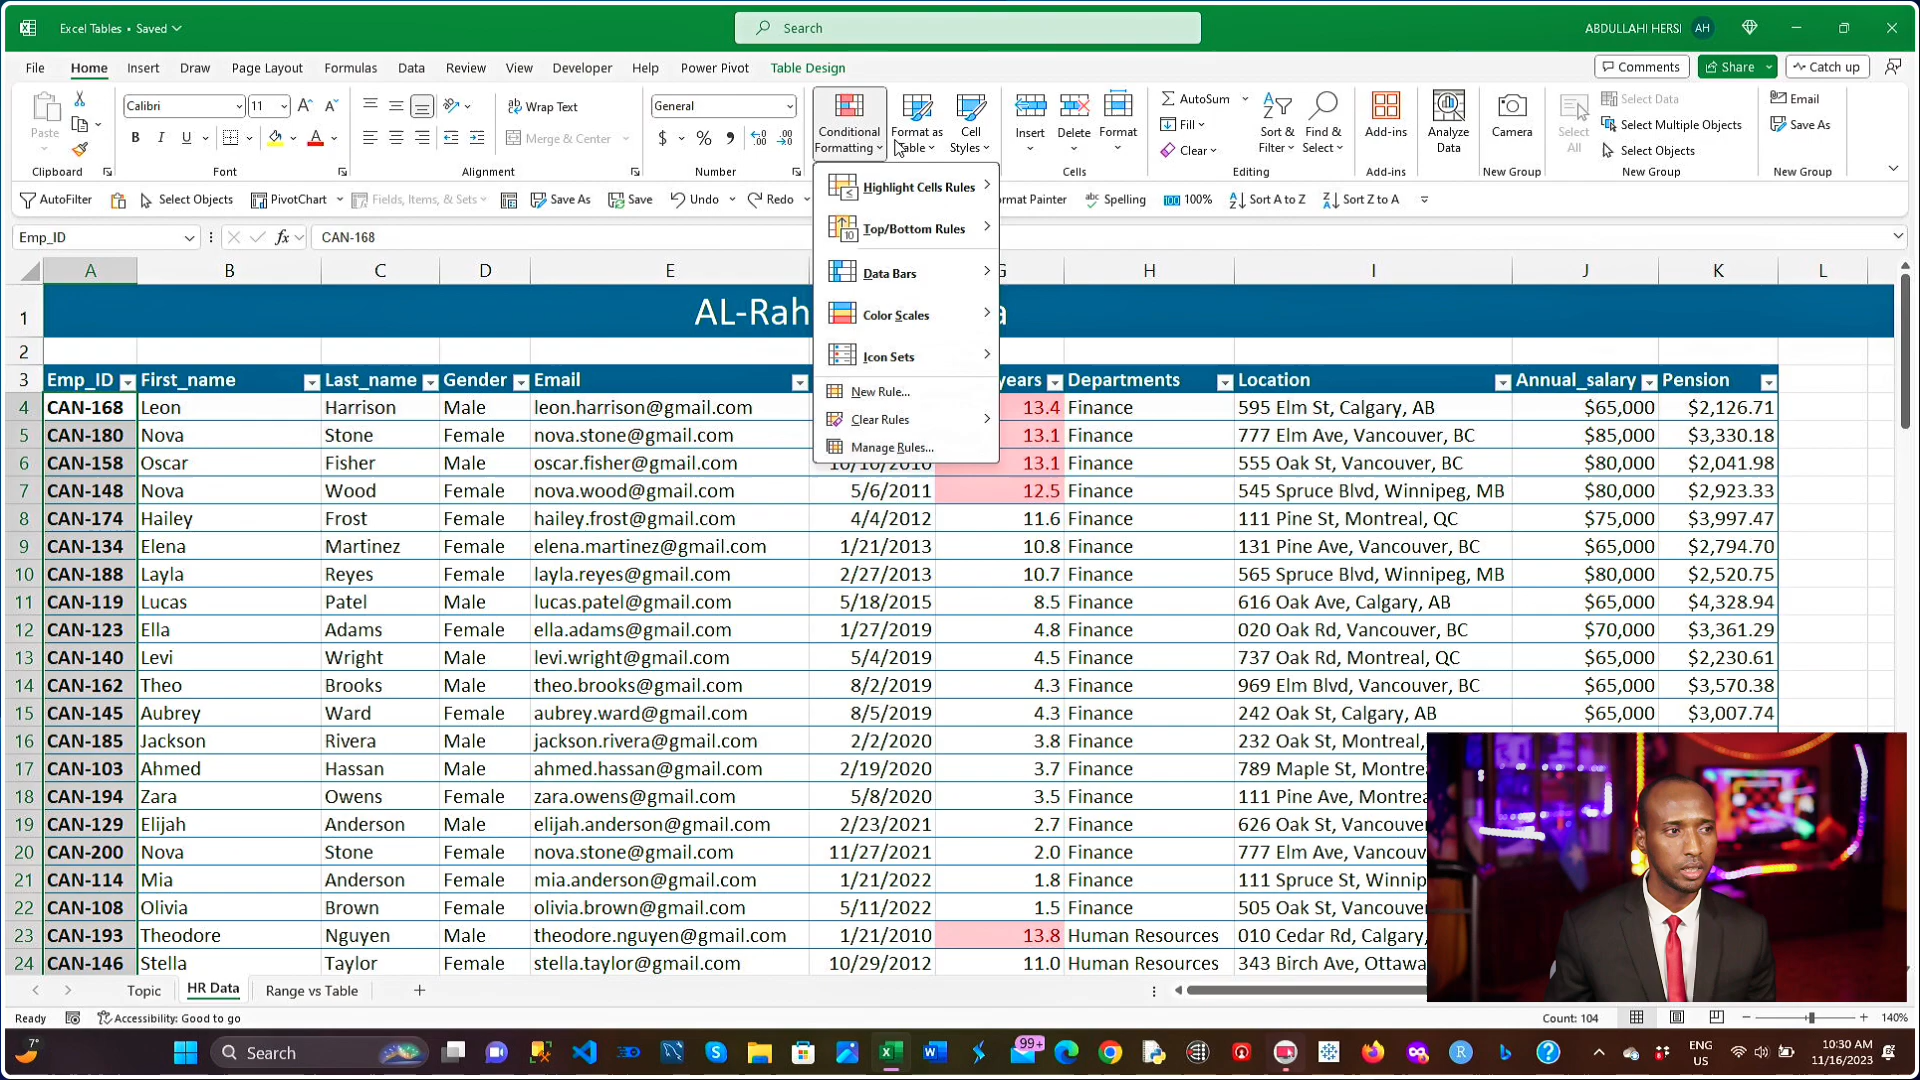 Excel Tables • Saved
Search
ABDULLAHI HERSI AH
File Home Insert Draw Page Layout Formulas Data Review View Developer Help Power Pivot Table Design
Comments Share Catch up
Paste
Clipboard
Calibri 11
B I U
Font
Wrap Text
Merge & Center
Alignment
General
$ % ,
Number
Conditional Formatting
Format as Table
Cell Styles
Insert Delete Format
Cells
AutoSum
Fill
Clear
Sort & Filter
Find & Select
Editing
Add-ins
Add-ins
Analyze Data
Camera
New Group
Select All
Select Data
Select Multiple Objects
Select Objects
New Group
Email
Save As
New Group
AutoFilter Select Objects PivotChart Fields, Items, & Sets Save As Save Undo Redo rmat Painter Spelling 100% Sort A to Z Sort Z to A
Highlight Cells Rules
Top/Bottom Rules
Data Bars
Color Scales
Icon Sets
New Rule...
Clear Rules
Manage Rules...
Emp_ID fx CAN-168
A B C D E G H I J K L
1 AL-Rah a
2
3 Emp_ID First_name Last_name Gender Email years Departments Location Annual_salary Pension
4 CAN-168 Leon Harrison Male leon.harrison@gmail.com 13.4 Finance 595 Elm St, Calgary, AB $65,000 $2,126.71
5 CAN-180 Nova Stone Female nova.stone@gmail.com 13.1 Finance 777 Elm Ave, Vancouver, BC $85,000 $3,330.18
6 CAN-158 Oscar Fisher Male oscar.fisher@gmail.com 10/10/2010 13.1 Finance 555 Oak St, Vancouver, BC $80,000 $2,041.98
7 CAN-148 Nova Wood Female nova.wood@gmail.com 5/6/2011 12.5 Finance 545 Spruce Blvd, Winnipeg, MB $80,000 $2,923.33
8 CAN-174 Hailey Frost Female hailey.frost@gmail.com 4/4/2012 11.6 Finance 111 Pine St, Montreal, QC $75,000 $3,997.47
9 CAN-134 Elena Martinez Female elena.martinez@gmail.com 1/21/2013 10.8 Finance 131 Pine Ave, Vancouver, BC $65,000 $2,794.70
10 CAN-188 Layla Reyes Female layla.reyes@gmail.com 2/27/2013 10.7 Finance 565 Spruce Blvd, Winnipeg, MB $80,000 $2,520.75
11 CAN-119 Lucas Patel Male lucas.patel@gmail.com 5/18/2015 8.5 Finance 616 Oak Ave, Calgary, AB $65,000 $4,328.94
12 CAN-123 Ella Adams Female ella.adams@gmail.com 1/27/2019 4.8 Finance 020 Oak Rd, Vancouver, BC $70,000 $3,361.29
13 CAN-140 Levi Wright Male levi.wright@gmail.com 5/4/2019 4.5 Finance 737 Oak Rd, Montreal, QC $65,000 $2,230.61
14 CAN-162 Theo Brooks Male theo.brooks@gmail.com 8/2/2019 4.3 Finance 969 Elm Blvd, Vancouver, BC $65,000 $3,570.38
15 CAN-145 Aubrey Ward Female aubrey.ward@gmail.com 8/5/2019 4.3 Finance 242 Oak St, Calgary, AB $65,000 $3,007.74
16 CAN-185 Jackson Rivera Male jackson.rivera@gmail.com 2/2/2020 3.8 Finance 232 Oak St, Montreal,
17 CAN-103 Ahmed Hassan Male ahmed.hassan@gmail.com 2/19/2020 3.7 Finance 789 Maple St, Montre
18 CAN-194 Zara Owens Female zara.owens@gmail.com 5/8/2020 3.5 Finance 111 Pine Ave, Montre
19 CAN-129 Elijah Anderson Male elijah.anderson@gmail.com 2/23/2021 2.7 Finance 626 Oak St, Vancouve
20 CAN-200 Nova Stone Female nova.stone@gmail.com 11/27/2021 2.0 Finance 777 Elm Ave, Vancouv
21 CAN-114 Mia Anderson Female mia.anderson@gmail.com 1/21/2022 1.8 Finance 111 Spruce St, Winnip
22 CAN-108 Olivia Brown Female olivia.brown@gmail.com 5/11/2022 1.5 Finance 505 Oak St, Vancouve
23 CAN-193 Theodore Nguyen Male theodore.nguyen@gmail.com 1/21/2010 13.8 Human Resources 010 Cedar Rd, Calgary,
24 CAN-146 Stella Taylor Female stella.taylor@gmail.com 10/29/2012 11.0 Human Resources 343 Birch Ave, Ottawa
Topic HR Data Range vs Table
Ready Accessibility: Good to go Count: 104 140%
7° Search 99+ ENG US 10:30 AM 11/16/2023